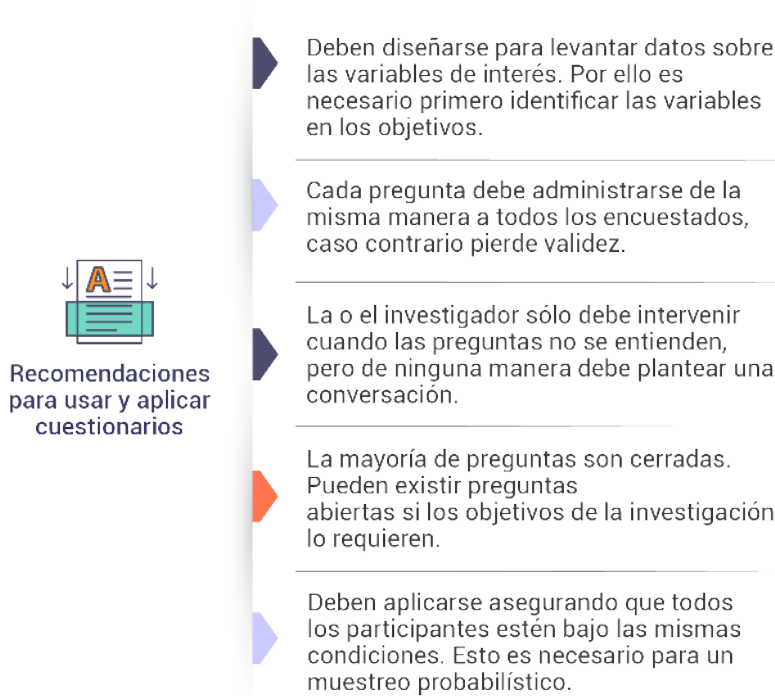 A
Recomendaciones
para usar y aplicar
cuestionarios
Deben diseñarse para levantar datos sobre
las variables de interés. Por ello es
necesario primero identificar las variables
en los objetivos.
Cada pregunta debe administrarse de la
misma manera a todos los encuestados,
caso contrario pierde validez.
La o el investigador sólo debe intervenir
cuando las preguntas no se entienden,
pero de ninguna manera debe plantear una
conversación.
La mayoría de preguntas son cerradas.
Pueden existir preguntas
abiertas si los objetivos de la investigación
lo requieren.
Deben aplicarse asegurando que todos
los participantes estén bajo las mismas
condiciones. Esto es necesario para un
muestreo probabilístico.